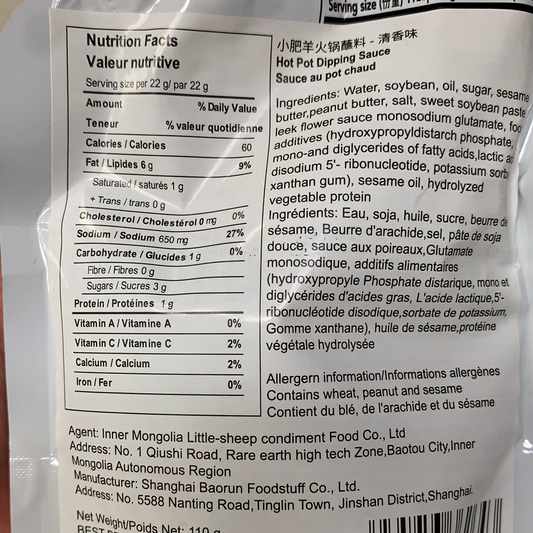 Serving size
Nutrition Facts
Valeur nutritive
Serving size per 22 g/ par 22 g
Amount % Daily Value
Teneur % valeur quotidienne
Calories / Calories 60
Fat / Lipides 6 g 9%
Saturated / saturés 1 g
+ Trans / trans 0 g
Cholesterol / Cholestérol 0 mg 0%
Sodium / Sodium 650 mg 27%
Carbohydrate / Glucides 1 g 0%
Fibre / Fibres 0 g
Sugars / Sucres 3 g
Protein / Protéines 1 g
Vitamin A / Vitamine A 0%
Vitamin C / Vitamine C 2%
Calcium / Calcium 2%
Iron / Fer 0%
小肥羊火锅蘸料 - 清香味
Hot Pot Dipping Sauce
Sauce au pot chaud
Ingredients: Water, soybean, oil, sugar, sesame
butter,peanut butter, salt, sweet soybean paste
leek flower sauce monosodium glutamate,
additives (hydroxypropyldistarch phosphate,
mono-and diglycerides of fatty acids,lactic
disodium 5'- ribonucleotide, potassium
xanthan gum), sesame oil, hydrolyzed
vegetable protein
Ingrédients: Eau, soja, huile, sucre, beurre de
sésame, Beurre d'arachide,sel, pâte de soja
douce, sauce aux poireaux,Glutamate
monosodique, additifs alimentaires
(hydroxypropyle Phosphate distarique, mono et
diglycérides d'acides gras, L'acide lactique,5'-
ribonucléotide disodique,sorbate de potassium,
Gomme xanthane), huile de sésame,protéine
végétale hydrolysée
Allergern information/Informations allergènes
Contains wheat, peanut and sesame
Contient du blé, de l'arachide et du sésame
Agent: Inner Mongolia Little-sheep condiment Food Co., Ltd
Address: No. 1 Qiushi Road, Rare earth high tech Zone,Baotou City,Inner
Mongolia Autonomous Region
Manufacturer: Shanghai Baorun Foodstuff Co., Ltd.
Address: No. 5588 Nanting Road,Tinglin Town, Jinshan District,Shanghai.
Net Weight/Poids Net: 110 g